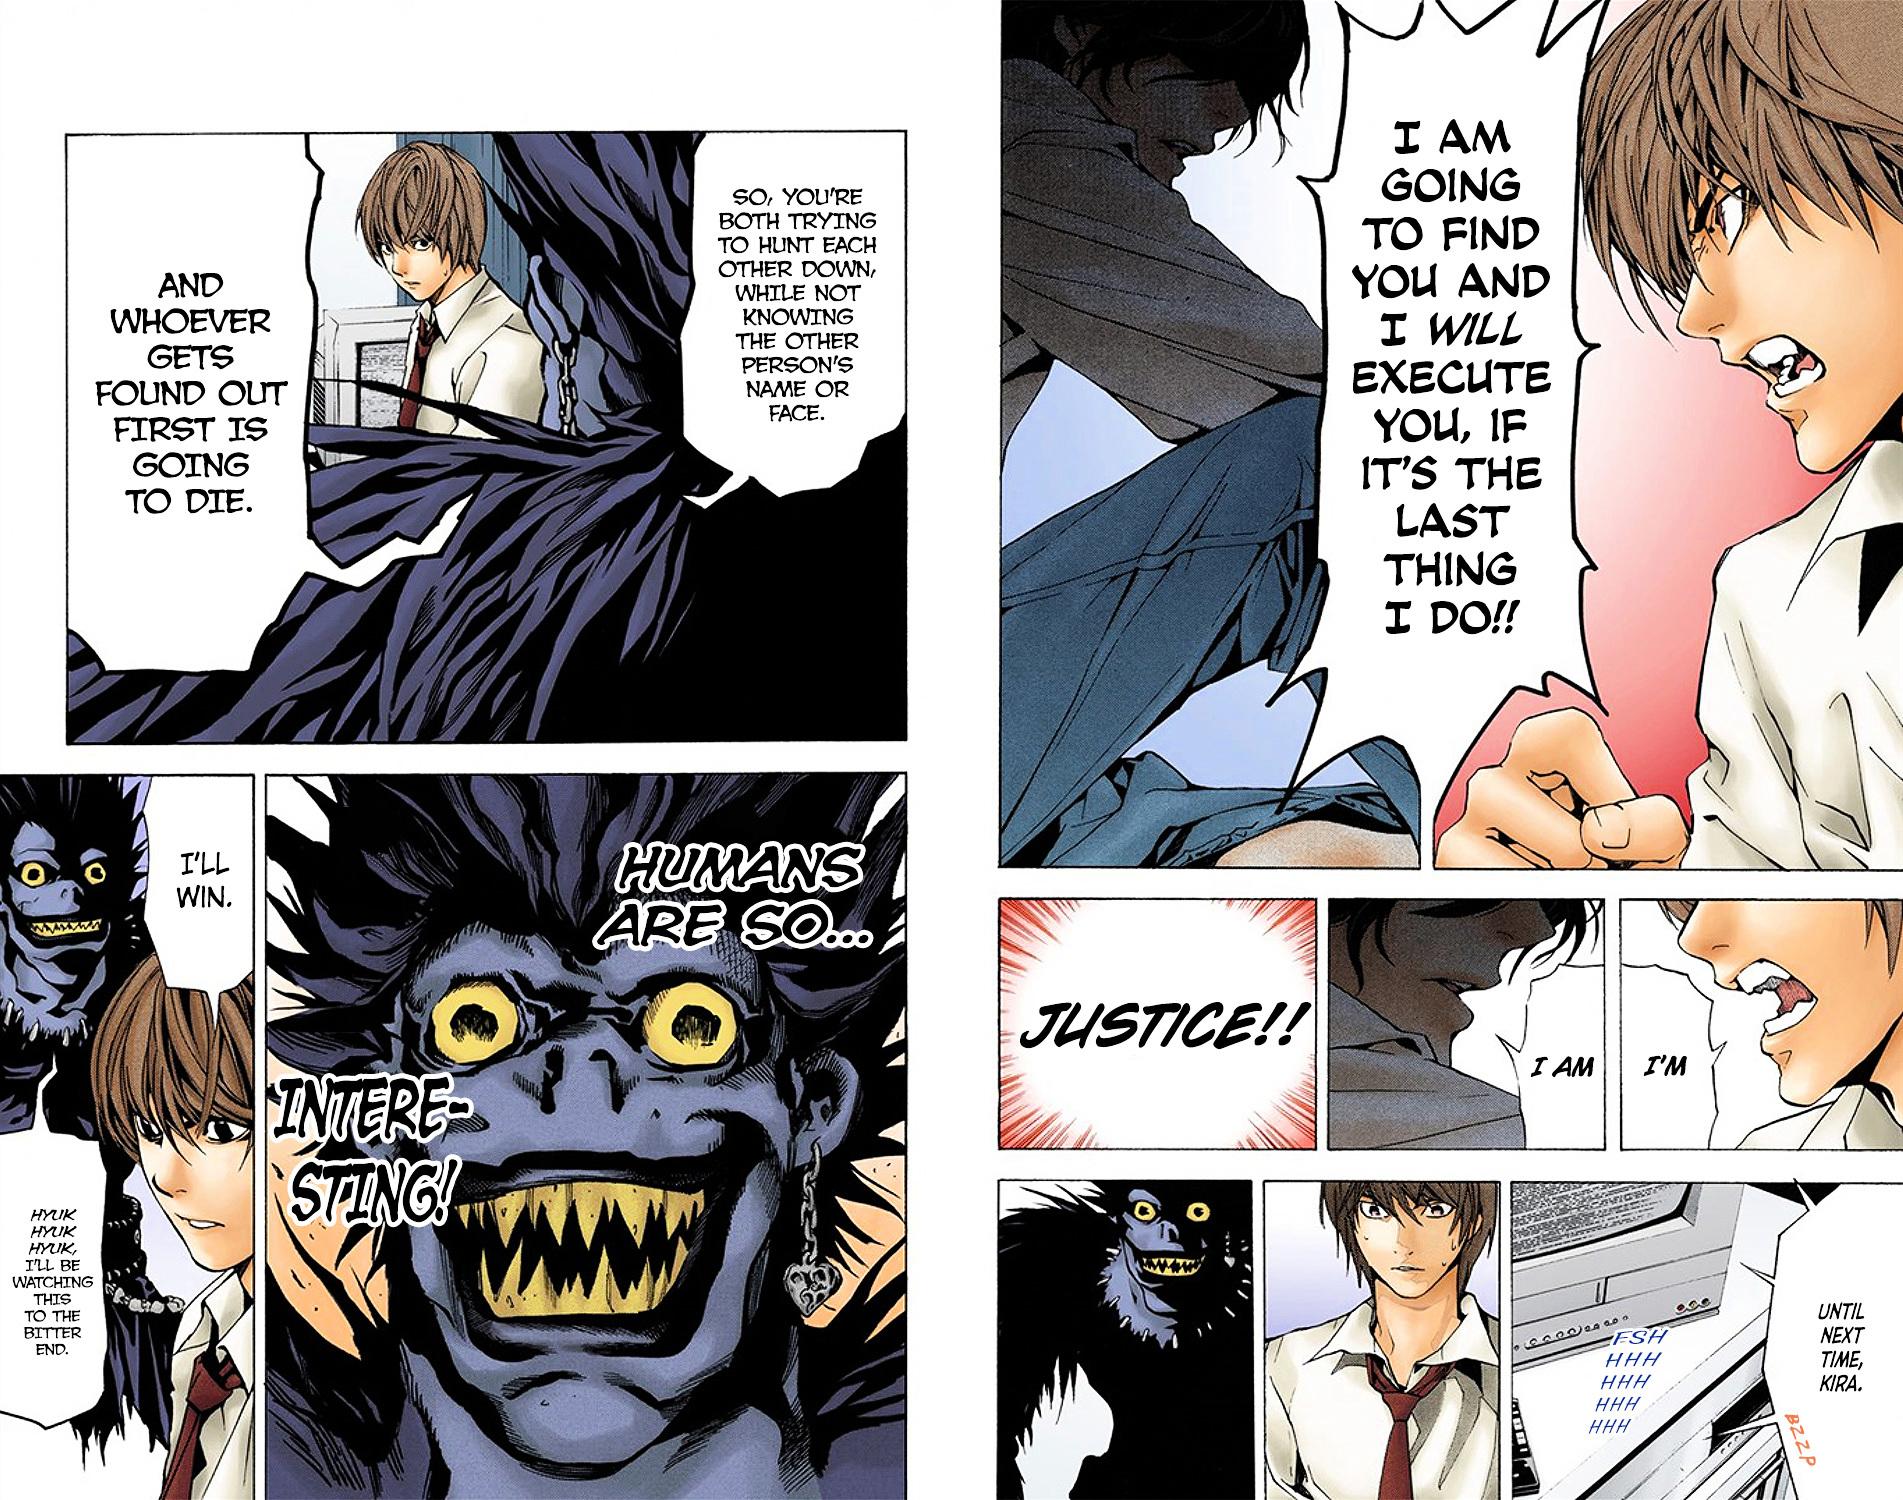 I AM
GOING
TO FIND
YOU AND
I WILL
EXECUTE
YOU, IF
IT'S THE
LAST
THING
I DO!!
I'M
I AM
JUSTICE!!
UNTIL
NEXT
TIME,
KIRA.
BZZP
FSH
HHH
HHH
HHH
HHH
SO, YOU'RE
BOTH TRYING
TO HUNT EACH
OTHER DOWN,
WHILE NOT
KNOWING
THE OTHER
PERSON'S
NAME OR
FACE.
AND
WHOEVER
GETS
FOUND OUT
FIRST IS
GOING
TO DIE.
HUMANS
ARE SO...
INTERE-
STING!
I'LL
WIN.
HYUK
HYUK
HYUK,
I'LL BE
WATCHING
THIS
TO THE
BITTER
END.